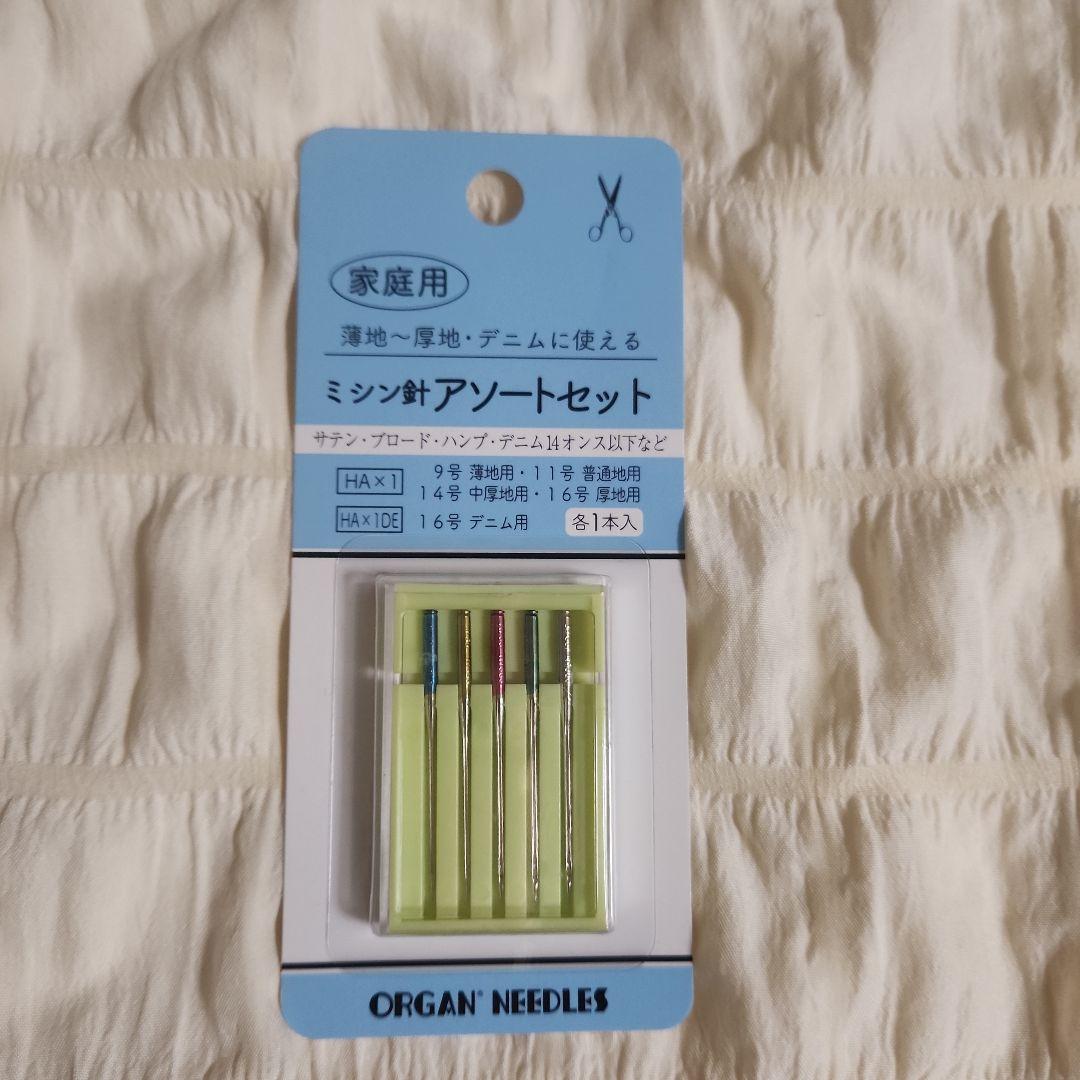 家庭用
薄地～厚地・デニムに使える
ミシン針アソートセット
サテン・ブロード・ハンプ・デニム14オンス以下など
HA×1 9号 薄地用・11号 普通地用
14号 中厚地用・16号 厚地用
HA×1DE 16号 デニム用 各1本入
ORGAN® NEEDLES